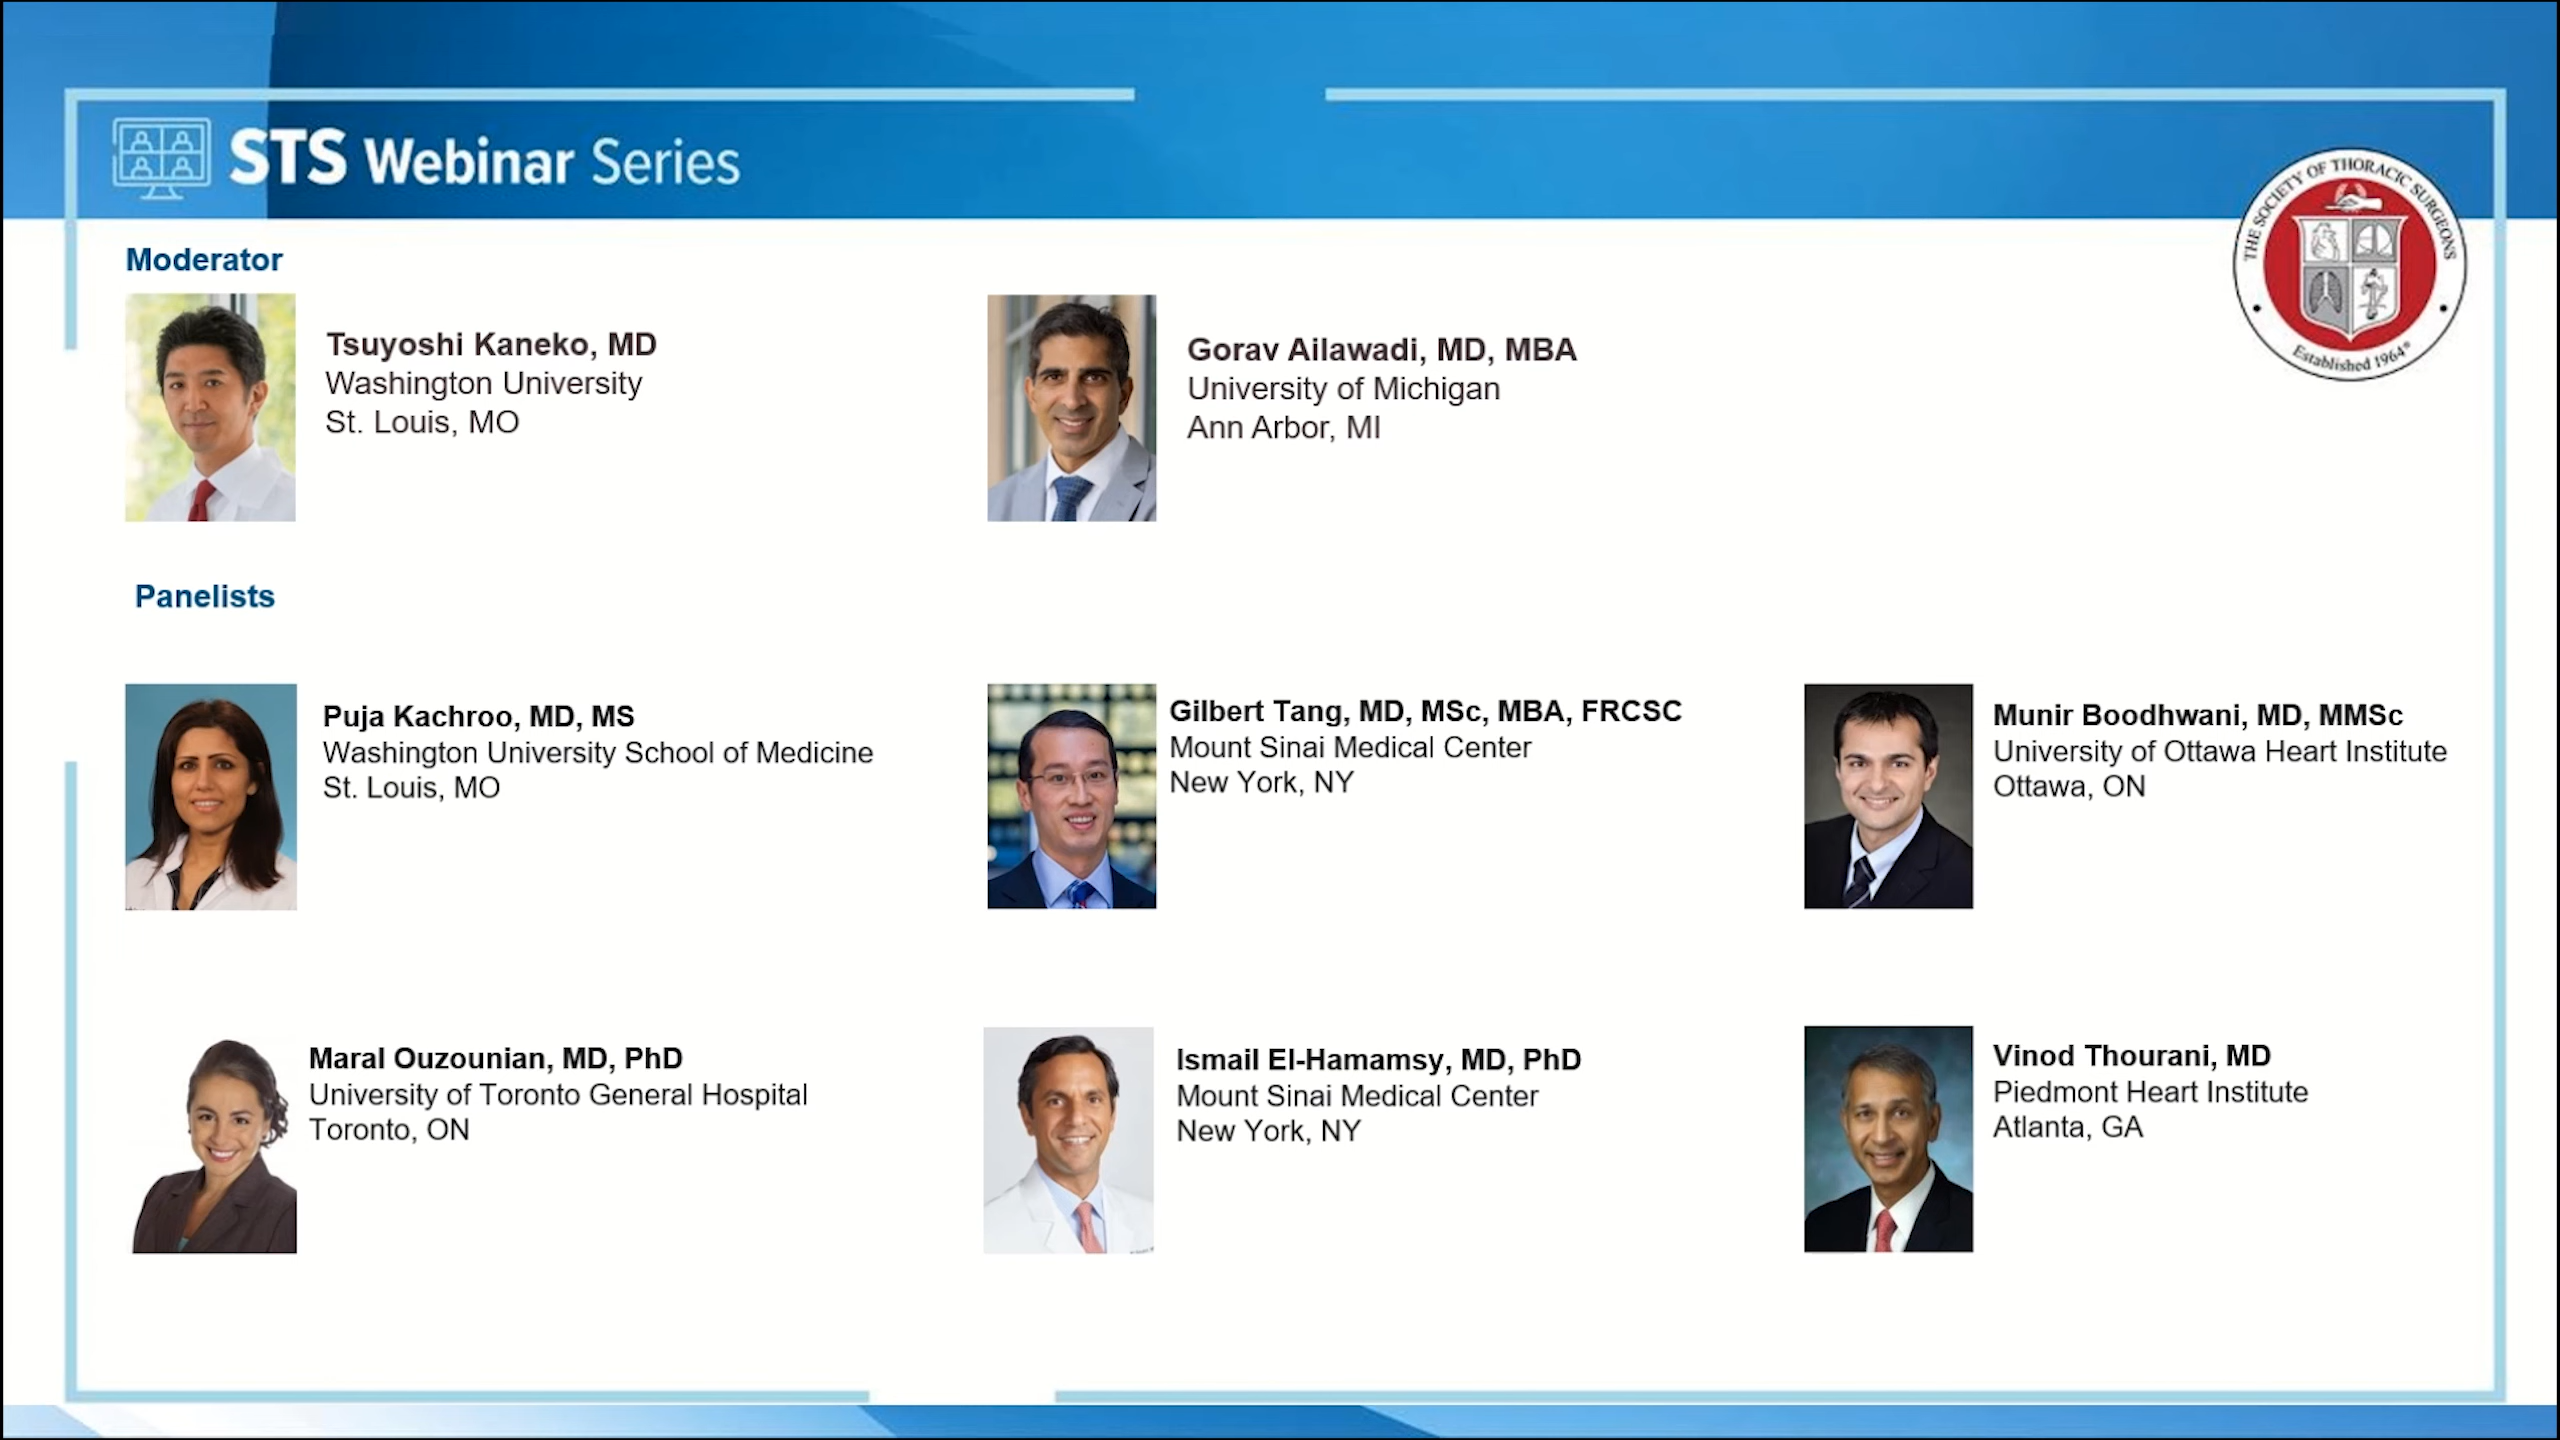 STS Webinar Series
THE SOCIETY OF THORACIC SURGEONS
Established 1964®
Moderator
Tsuyoshi Kaneko, MD
Washington University
St. Louis, MO
Gorav Ailawadi, MD, MBA
University of Michigan
Ann Arbor, MI
Panelists
Puja Kachroo, MD, MS
Washington University School of Medicine
St. Louis, MO
Gilbert Tang, MD, MSc, MBA, FRCSC
Mount Sinai Medical Center
New York, NY
Munir Boodhwani, MD, MMSc
University of Ottawa Heart Institute
Ottawa, ON
Maral Ouzounian, MD, PhD
University of Toronto General Hospital
Toronto, ON
Ismail El-Hamamsy, MD, PhD
Mount Sinai Medical Center
New York, NY
Vinod Thourani, MD
Piedmont Heart Institute
Atlanta, GA